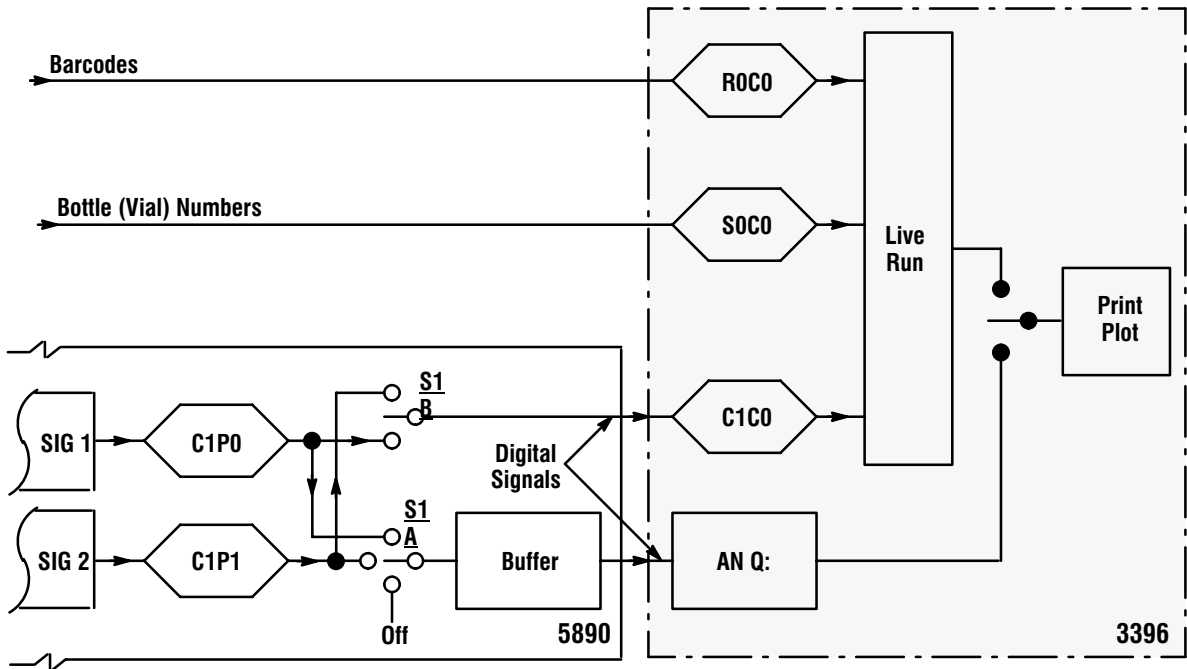 Barcodes
R0C0
Bottle (Vial) Numbers
S0C0
Live
Run
Print
Plot
S1
B
SIG 1
C1P0
C1C0
Digital
Signals
S1
A
SIG 2
C1P1
Buffer
AN Q:
Off
5890
3396